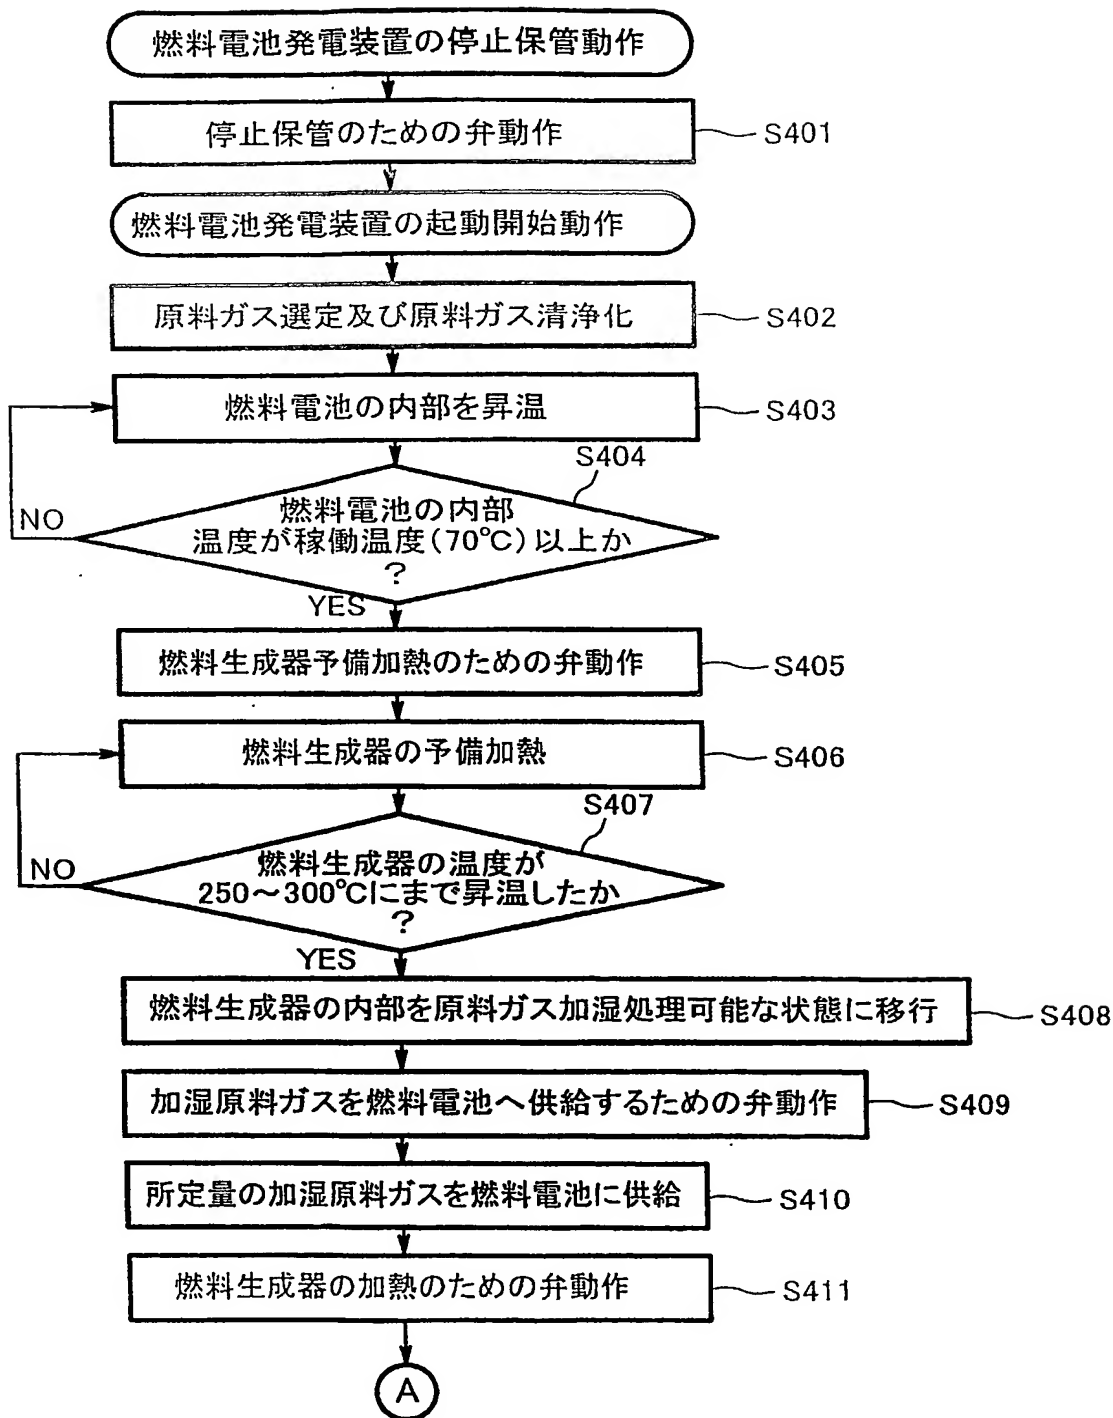 燃料電池発電装置の停止保管動作
停止保管のための弁動作
S401
燃料電池発電装置の起動開始動作
原料ガス選定及び原料ガス清浄化
S402
燃料電池の内部を昇温
S403
S404
燃料電池の内部
温度が稼働温度(70℃)以上か
?
NO
YES
燃料生成器予備加熱のための弁動作
S405
燃料生成器の予備加熱
S406
S407
燃料生成器の温度が
250～300℃にまで昇温したか
?
NO
YES
燃料生成器の内部を原料ガス加湿処理可能な状態に移行
S408
加湿原料ガスを燃料電池へ供給するための弁動作
S409
所定量の加湿原料ガスを燃料電池に供給
S410
燃料生成器の加熱のための弁動作
S411
A